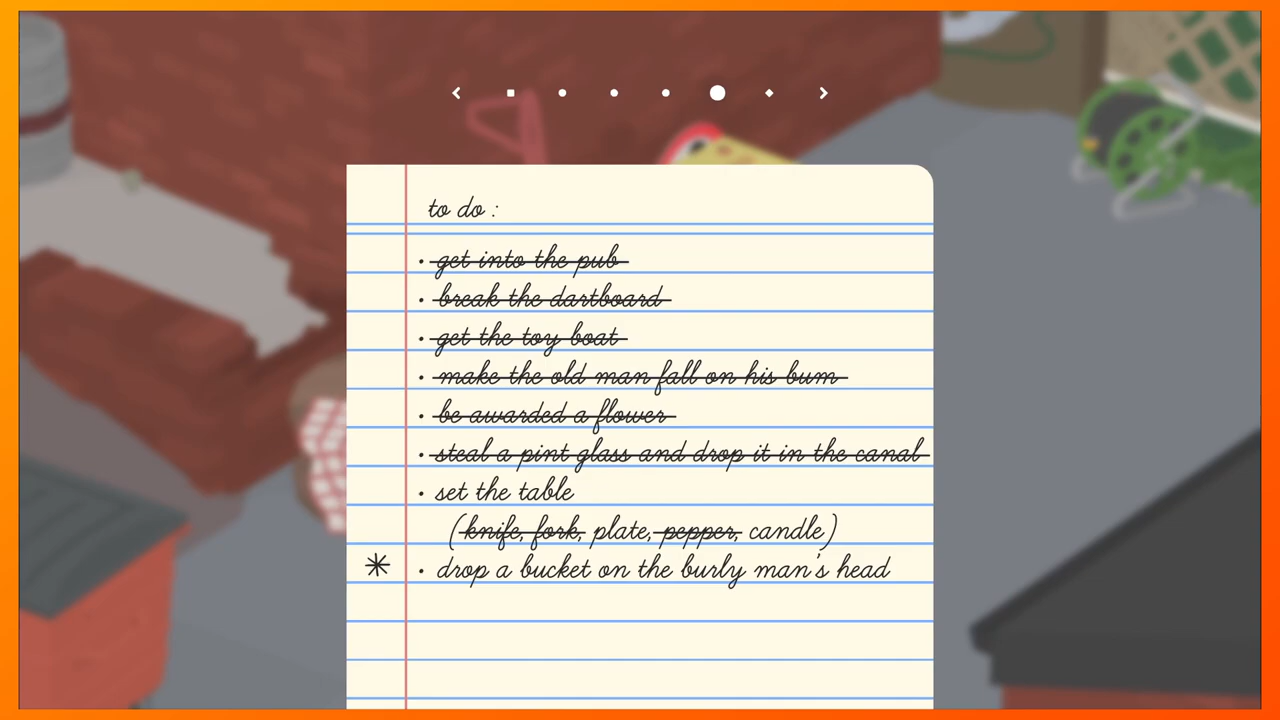 to do :
• get into the pub
• break the dartboard
• get the toy boat
• make the old man fall on his bum
• be awarded a flower
• steal a pint glass and drop it in the canal
• set the table
(knife, fork, plate, pepper, candle)
• drop a bucket on the burly man's head